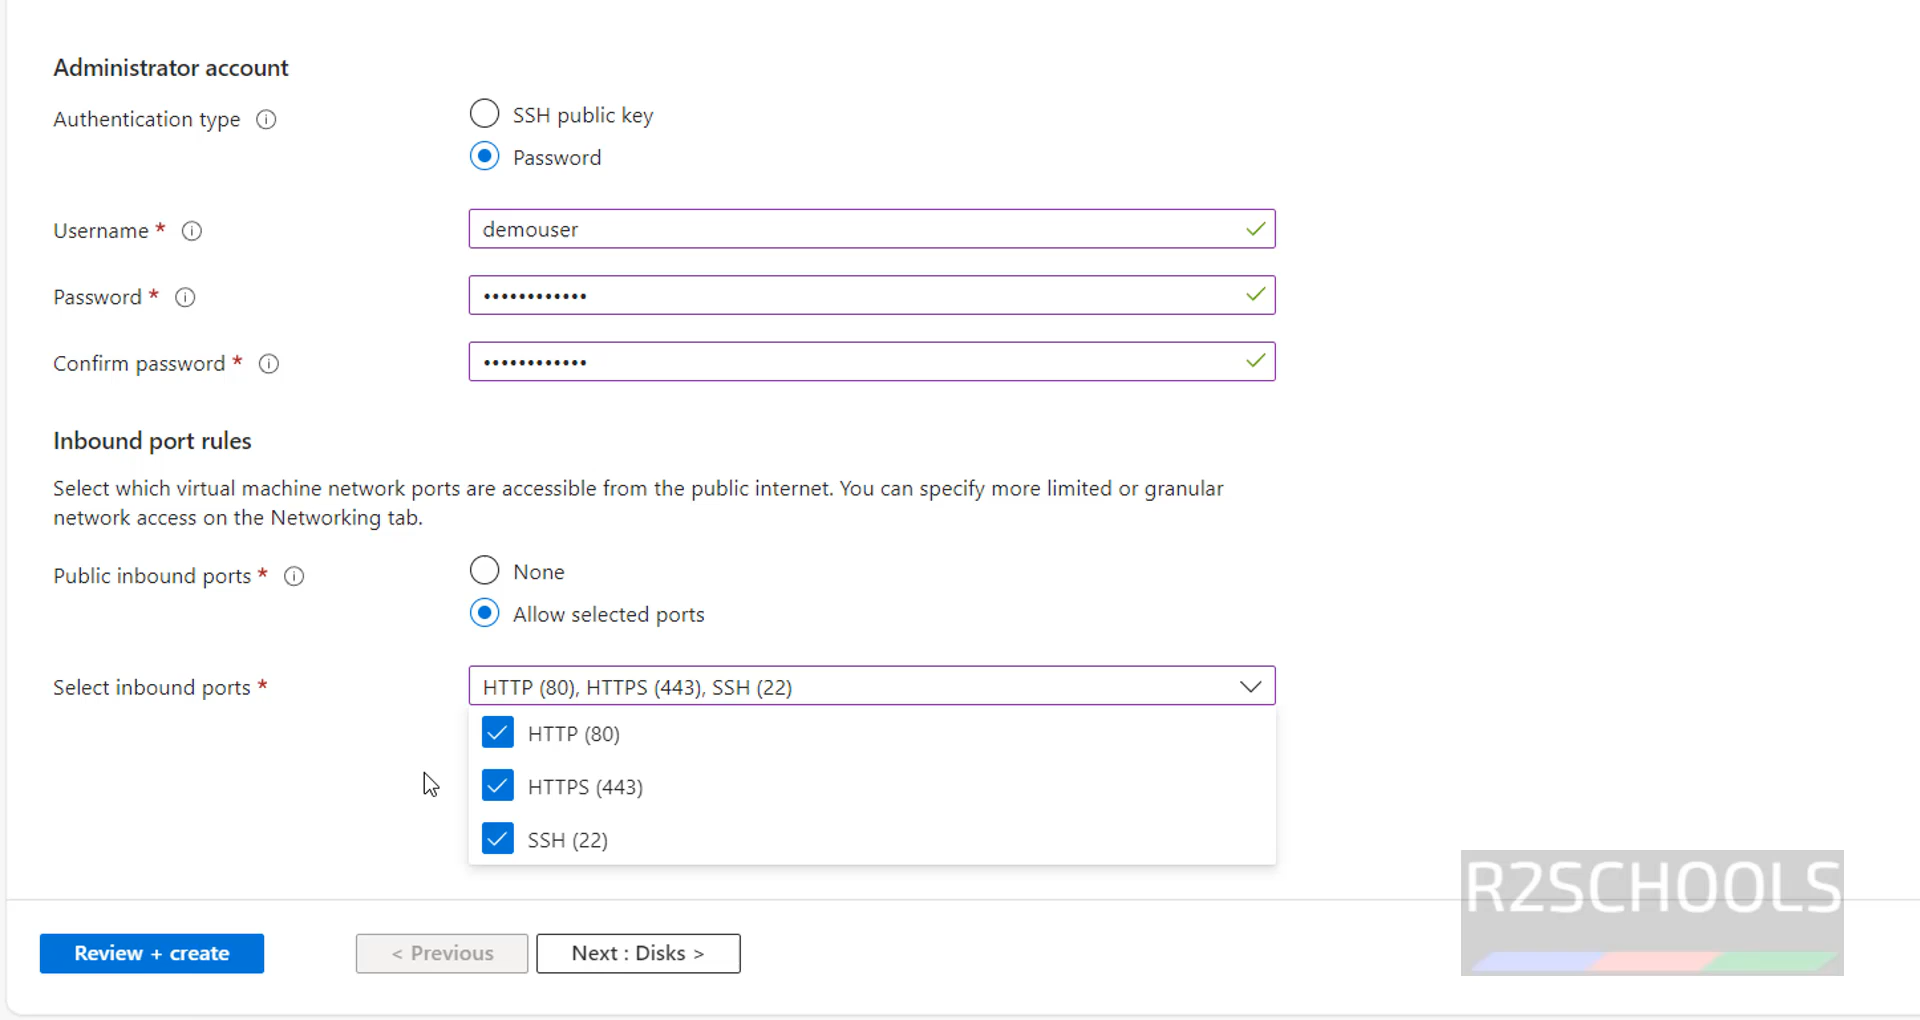 Administrator account
Authentication type
SSH public key
Password
Username *
demouser
Password *
••••••••••••
Confirm password *
••••••••••••
Inbound port rules
Select which virtual machine network ports are accessible from the public internet. You can specify more limited or granular
network access on the Networking tab.
Public inbound ports *
None
Allow selected ports
Select inbound ports *
HTTP (80), HTTPS (443), SSH (22)
HTTP (80)
HTTPS (443)
SSH (22)
R2SCHOOLS
Review + create
< Previous
Next : Disks >